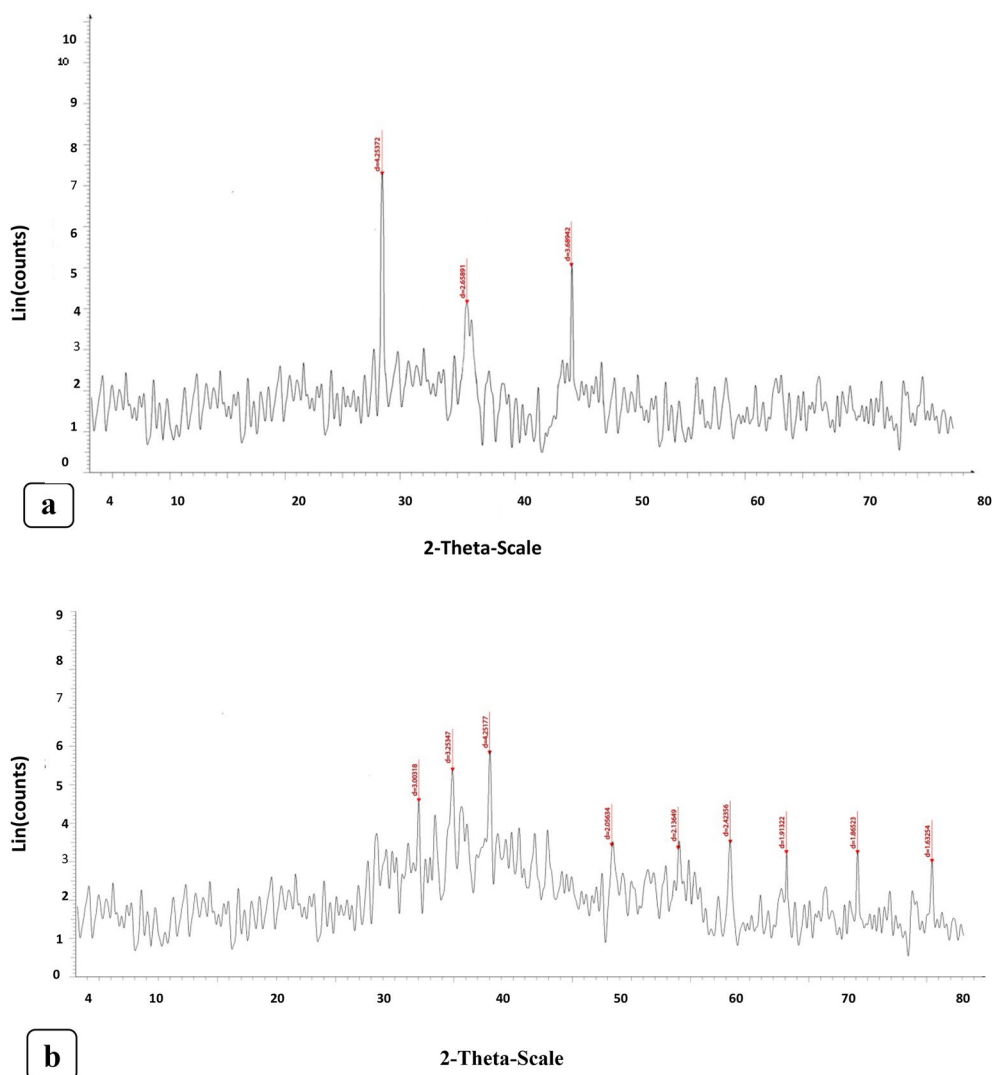 10
10
9
8
7
6
5
4
3
2
1
0
Lin(counts)
d=4.25372
d=2.65891
d=3.68942
4 10 20 30 40 50 60 70 80
a
2-Theta-Scale
9
8
7
6
5
4
3
2
1
0
Lin(counts)
d=3.00318
d=3.25347
d=4.25177
d=2.05634
d=2.13649
d=2.42356
d=1.91322
d=1.86523
d=1.63254
4 10 20 30 40 50 60 70 80
b
2-Theta-Scale